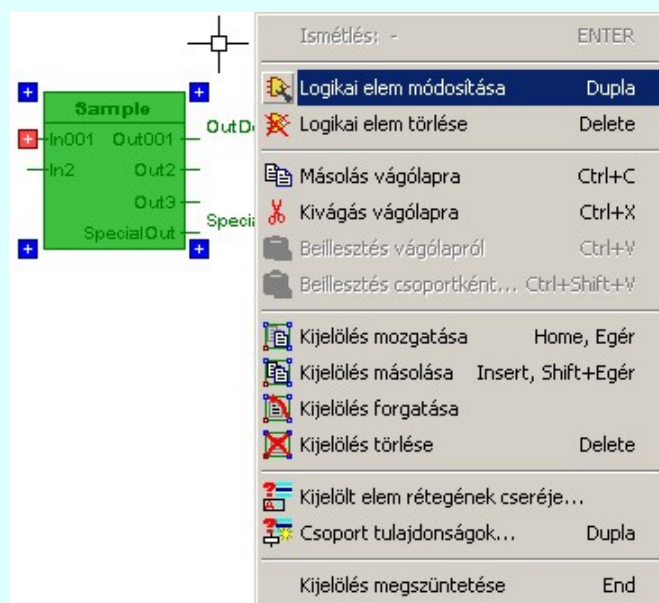 Sample
In001 Out001
In2 Out2
Out3
SpecialOut
Ismétlés: - ENTER
Logikai elem módosítása Dupla
Logikai elem törlése Delete
Másolás vágólapra Ctrl+C
Kivágás vágólapra Ctrl+X
Beillesztés vágólapról Ctrl+V
Beillesztés csoportként... Ctrl+Shift+V
Kijelölés mozgatása Home, Egér
Kijelölés másolása Insert, Shift+Egér
Kijelölés forgatása
Kijelölés törlése Delete
Kijelölt elem rétegének cseréje...
Csoport tulajdonságok... Dupla
Kijelölés megszüntetése End